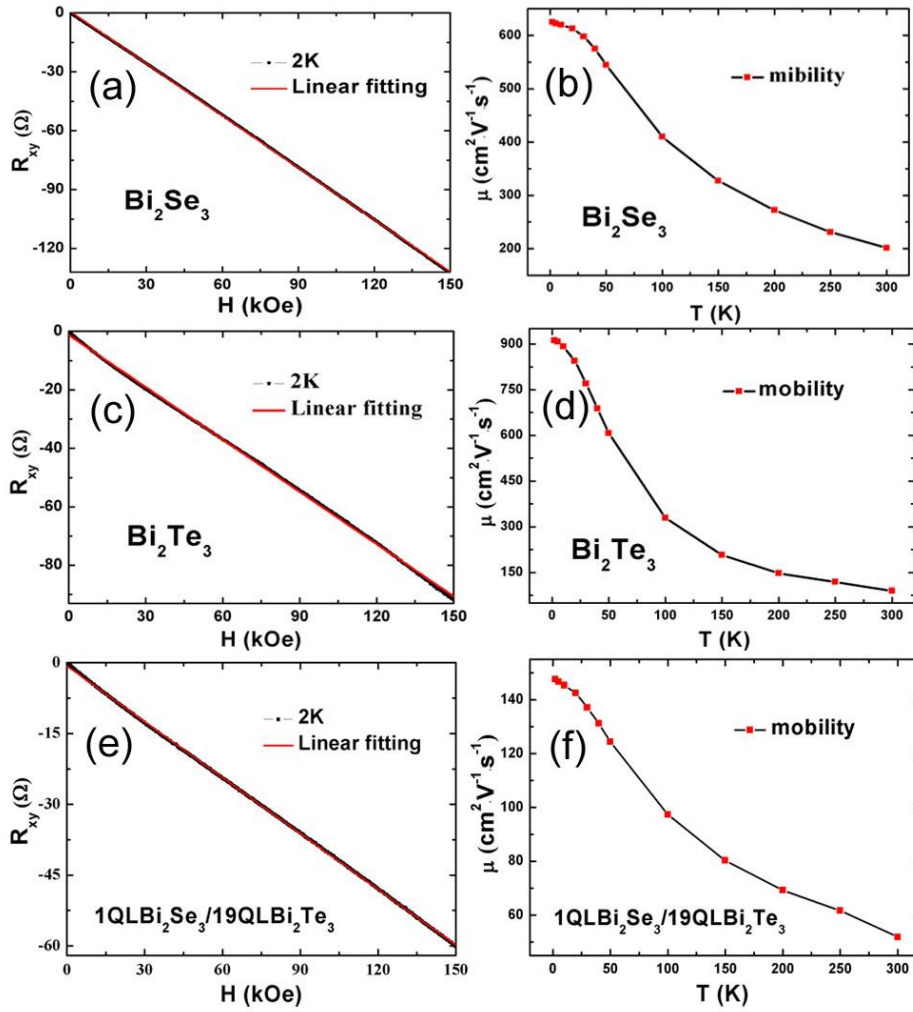 0
-30
-60
-90
-120
R_xy (Ω)
(a)
2K
Linear fitting
Bi₂Se₃
0 30 60 90 120 150
H (kOe)
600
500
400
300
200
μ (cm²V⁻¹s⁻¹)
(b)
mibility
Bi₂Se₃
0 50 100 150 200 250 300
T (K)
0
-20
-40
-60
-80
R_xy (Ω)
(c)
2K
Linear fitting
Bi₂Te₃
0 30 60 90 120 150
H (kOe)
900
750
600
450
300
150
μ (cm²V⁻¹s⁻¹)
(d)
mobility
Bi₂Te₃
0 50 100 150 200 250 300
T (K)
0
-15
-30
-45
-60
R_xy (Ω)
(e)
2K
Linear fitting
1QLBi₂Se₃/19QLBi₂Te₃
0 30 60 90 120 150
H (kOe)
140
120
100
80
60
μ (cm²V⁻¹s⁻¹)
(f)
mobility
1QLBi₂Se₃/19QLBi₂Te₃
0 50 100 150 200 250 300
T (K)